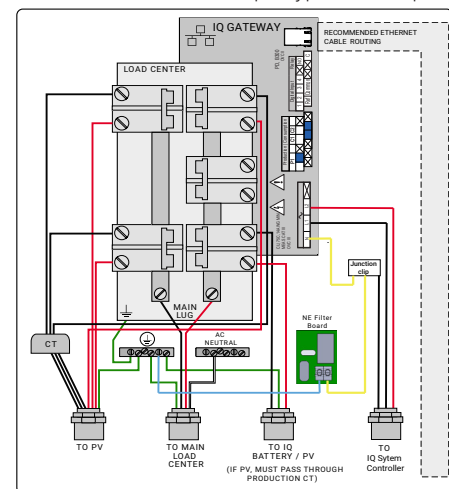 IQ GATEWAY
RECOMMENDED ETHERNET
CABLE ROUTING
LOAD CENTER
MAIN
LUG
Junction
clip
NE Filter
Board
CT
AC
NEUTRAL
TO PV
TO MAIN
LOAD
CENTER
TO IQ
BATTERY / PV
(IF PV, MUST PASS THROUGH
PRODUCTION CT)
TO
IQ Sytem
Controller